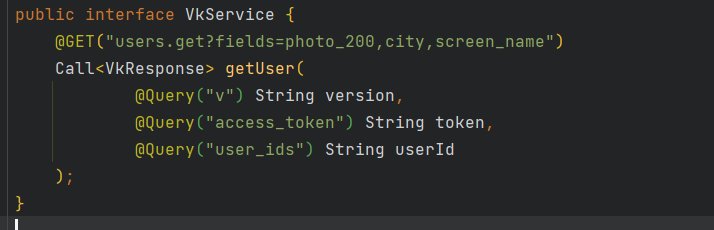 public interface VkService {
@GET("users.get?fields=photo_200,city,screen_name")
Call<VkResponse> getUser(
@Query("v") String version,
@Query("access_token") String token,
@Query("user_ids") String userId
);
}